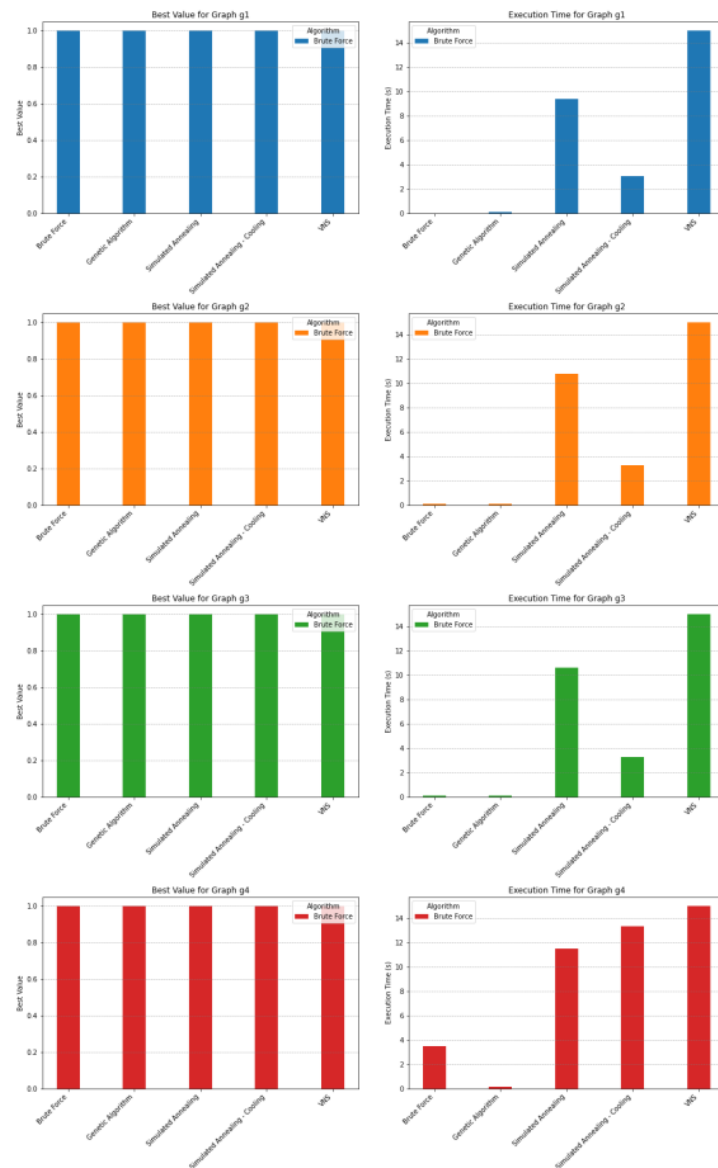 Best Value for Graph g1
Algorithm
Brute Force
Best Value
1.0
0.8
0.6
0.4
0.2
0.0
Brute Force
Genetic Algorithm
Simulated Annealing
Simulated Annealing - Cooling
VNS
Execution Time for Graph g1
Algorithm
Brute Force
Execution Time (s)
14
12
10
8
6
4
2
0
Brute Force
Genetic Algorithm
Simulated Annealing
Simulated Annealing - Cooling
VNS
Best Value for Graph g2
Algorithm
Brute Force
Best Value
1.0
0.8
0.6
0.4
0.2
0.0
Brute Force
Genetic Algorithm
Simulated Annealing
Simulated Annealing - Cooling
VNS
Execution Time for Graph g2
Algorithm
Brute Force
Execution Time (s)
14
12
10
8
6
4
2
0
Brute Force
Genetic Algorithm
Simulated Annealing
Simulated Annealing - Cooling
VNS
Best Value for Graph g3
Algorithm
Brute Force
Best Value
1.0
0.8
0.6
0.4
0.2
0.0
Brute Force
Genetic Algorithm
Simulated Annealing
Simulated Annealing - Cooling
VNS
Execution Time for Graph g3
Algorithm
Brute Force
Execution Time (s)
14
12
10
8
6
4
2
0
Brute Force
Genetic Algorithm
Simulated Annealing
Simulated Annealing - Cooling
VNS
Best Value for Graph g4
Algorithm
Brute Force
Best Value
1.0
0.8
0.6
0.4
0.2
0.0
Brute Force
Genetic Algorithm
Simulated Annealing
Simulated Annealing - Cooling
VNS
Execution Time for Graph g4
Algorithm
Brute Force
Execution Time (s)
14
12
10
8
6
4
2
0
Brute Force
Genetic Algorithm
Simulated Annealing
Simulated Annealing - Cooling
VNS